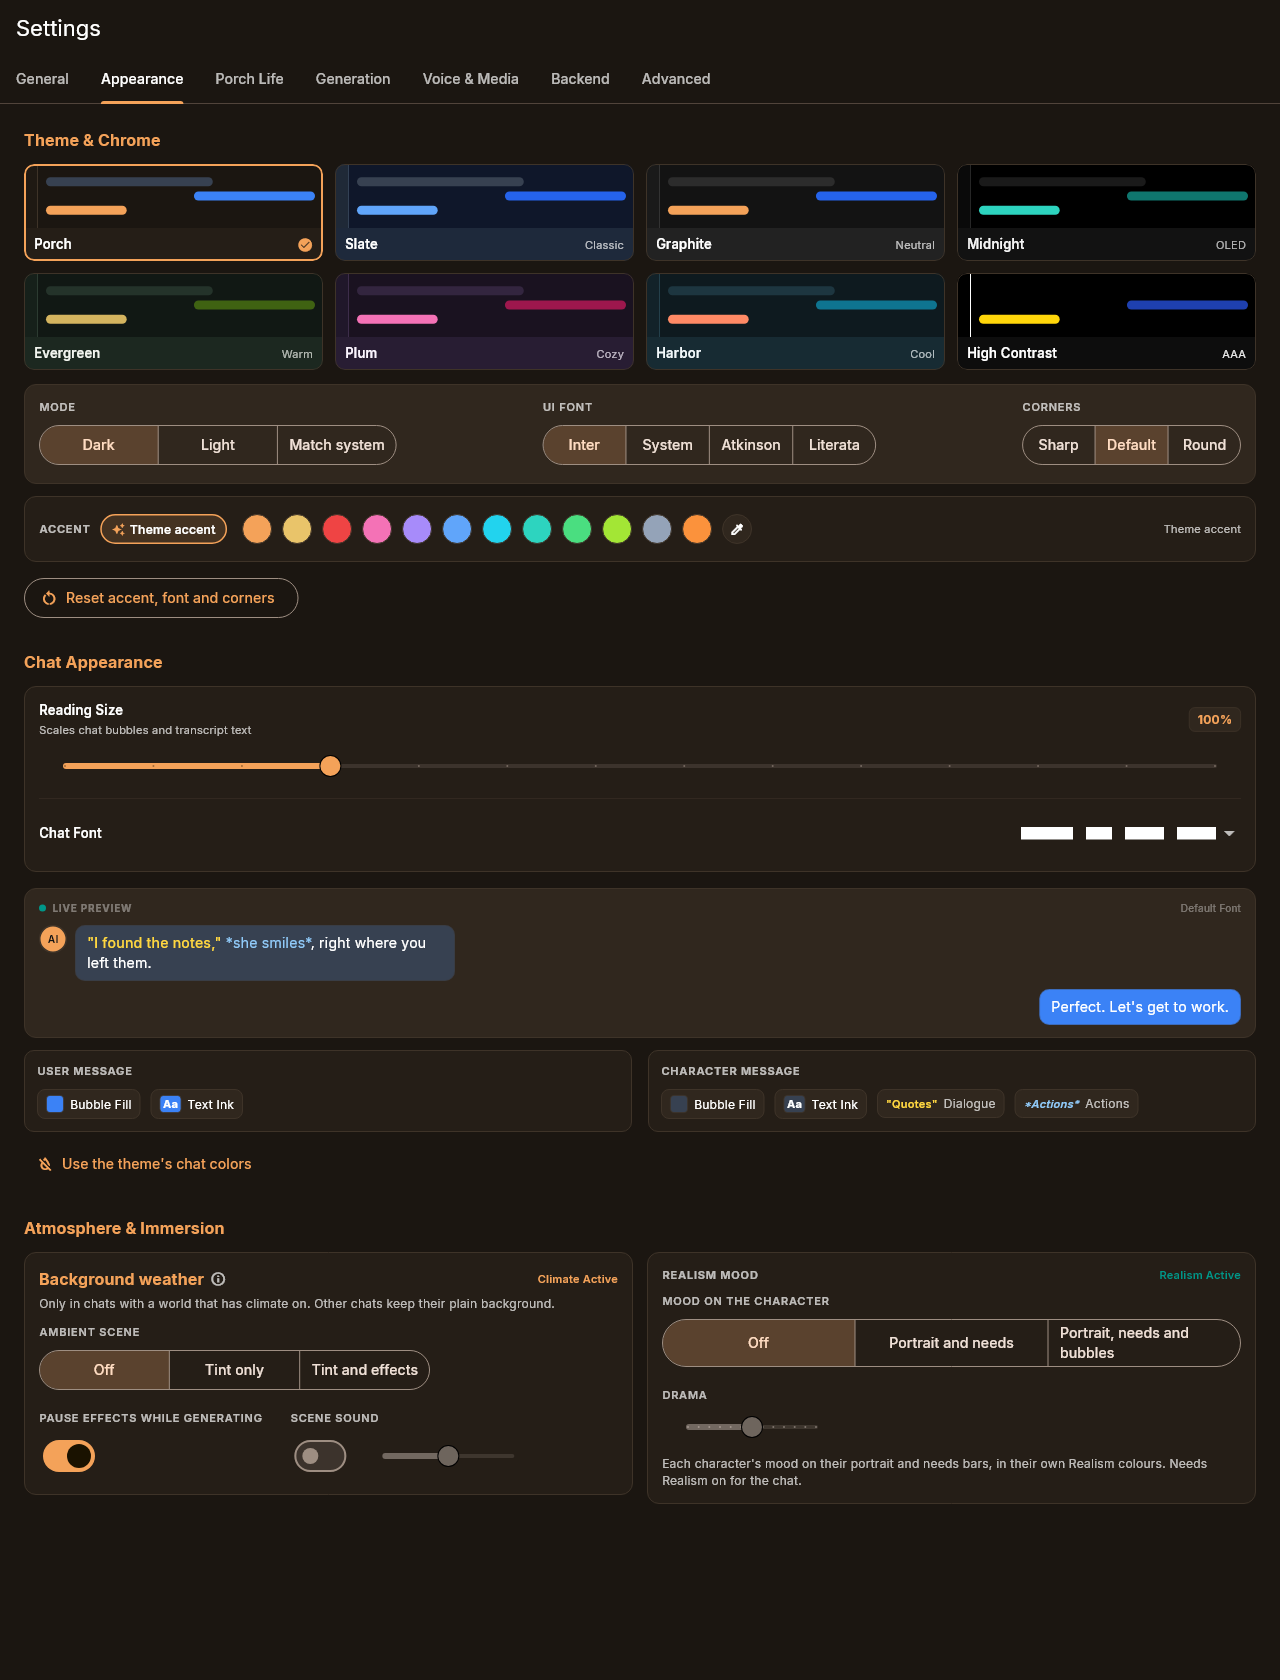 Settings
General
Appearance
Porch Life
Generation
Voice & Media
Backend
Advanced
Theme & Chrome
Porch
Slate
Classic
Graphite
Neutral
Midnight
OLED
Evergreen
Warm
Plum
Cozy
Harbor
Cool
High Contrast
AAA
MODE
Dark
Light
Match system
UI FONT
Inter
System
Atkinson
Literata
CORNERS
Sharp
Default
Round
ACCENT
Theme accent
Theme accent
Reset accent, font and corners
Chat Appearance
Reading Size
Scales chat bubbles and transcript text
100%
Chat Font
LIVE PREVIEW
Default Font
AI
"I found the notes," *she smiles*, right where you
left them.
Perfect. Let's get to work.
USER MESSAGE
Bubble Fill
Aa Text Ink
CHARACTER MESSAGE
Bubble Fill
Aa Text Ink
"Quotes" Dialogue
*Actions* Actions
Use the theme's chat colors
Atmosphere & Immersion
Background weather
Climate Active
Only in chats with a world that has climate on. Other chats keep their plain background.
AMBIENT SCENE
Off
Tint only
Tint and effects
PAUSE EFFECTS WHILE GENERATING
SCENE SOUND
REALISM MOOD
Realism Active
MOOD ON THE CHARACTER
Off
Portrait and needs
Portrait, needs and
bubbles
DRAMA
Each character's mood on their portrait and needs bars, in their own Realism colours. Needs
Realism on for the chat.